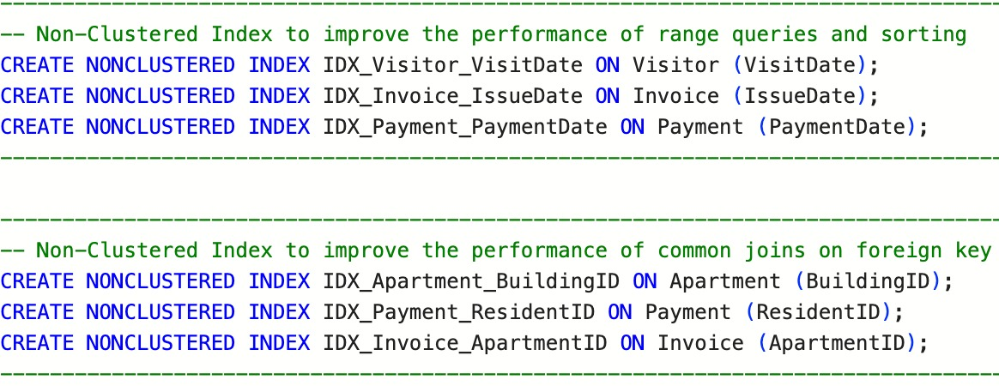 -- Non-Clustered Index to improve the performance of range queries and sorting
CREATE NONCLUSTERED INDEX IDX_Visitor_VisitDate ON Visitor (VisitDate);
CREATE NONCLUSTERED INDEX IDX_Invoice_IssueDate ON Invoice (IssueDate);
CREATE NONCLUSTERED INDEX IDX_Payment_PaymentDate ON Payment (PaymentDate);
-- Non-Clustered Index to improve the performance of common joins on foreign key
CREATE NONCLUSTERED INDEX IDX_Apartment_BuildingID ON Apartment (BuildingID);
CREATE NONCLUSTERED INDEX IDX_Payment_ResidentID ON Payment (ResidentID);
CREATE NONCLUSTERED INDEX IDX_Invoice_ApartmentID ON Invoice (ApartmentID);